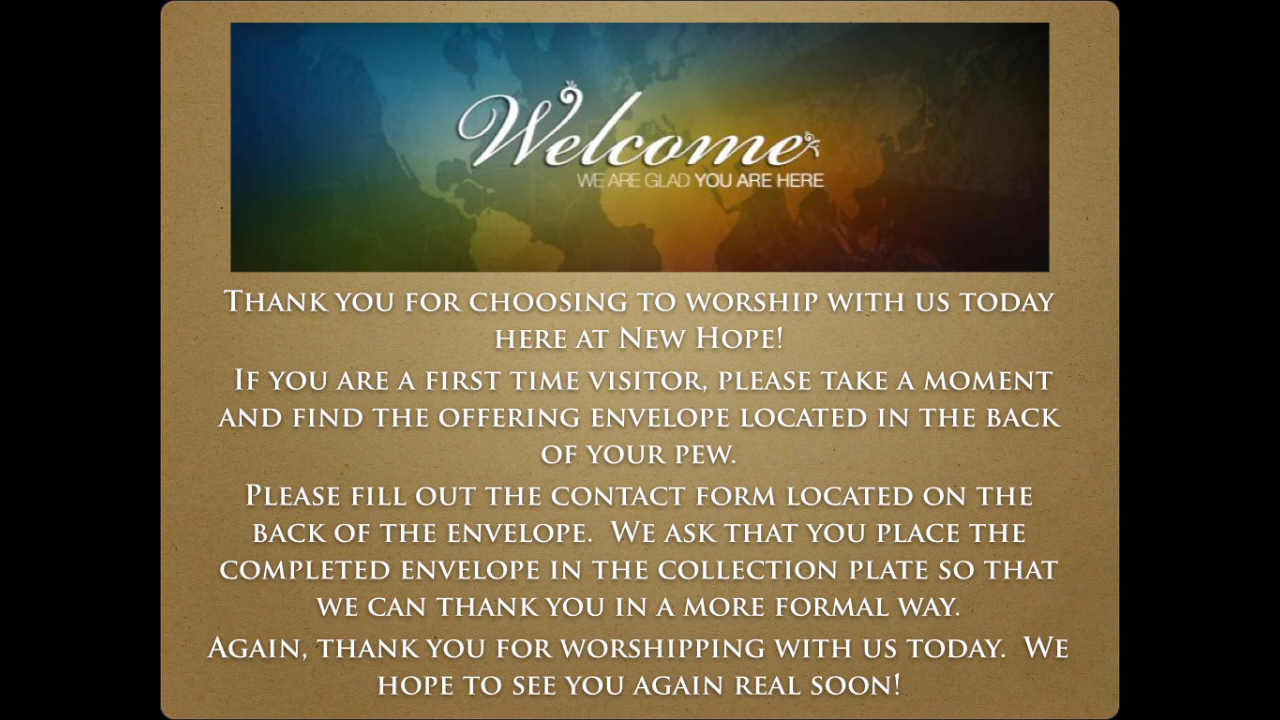 Welcome
WE ARE GLAD YOU ARE HERE
Thank you for choosing to worship with us today
here at New Hope!
If you are a first time visitor, please take a moment
and find the offering envelope located in the back
of your pew.
Please fill out the contact form located on the
back of the envelope.  We ask that you place the
completed envelope in the collection plate so that
we can thank you in a more formal way.
Again, thank you for worshipping with us today.  We
hope to see you again real soon!